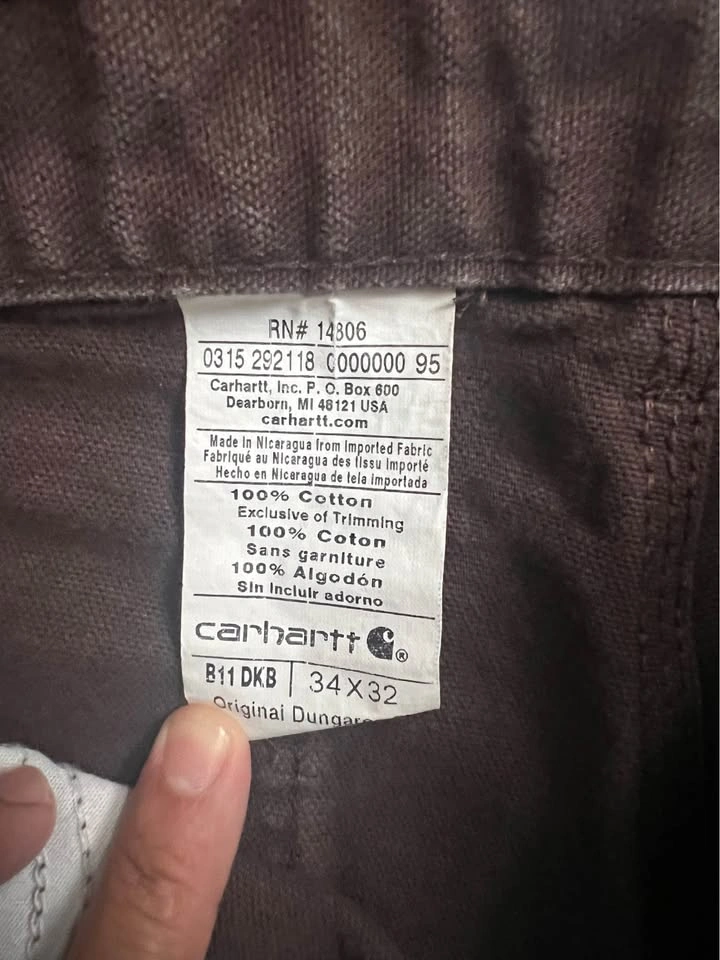 RN# 14806
0315 292118 0000000 95
Carhartt, Inc. P. O. Box 600
Dearborn, MI 48121 USA
carhartt.com
Made in Nicaragua from Imported Fabric
Fabriqué au Nicaragua des tissu importé
Hecho en Nicaragua de tela importada
100% Cotton
Exclusive of Trimming
100% Coton
Sans garniture
100% Algodón
Sin incluir adorno
carhartt ®
B11 DKB | 34X32
Original